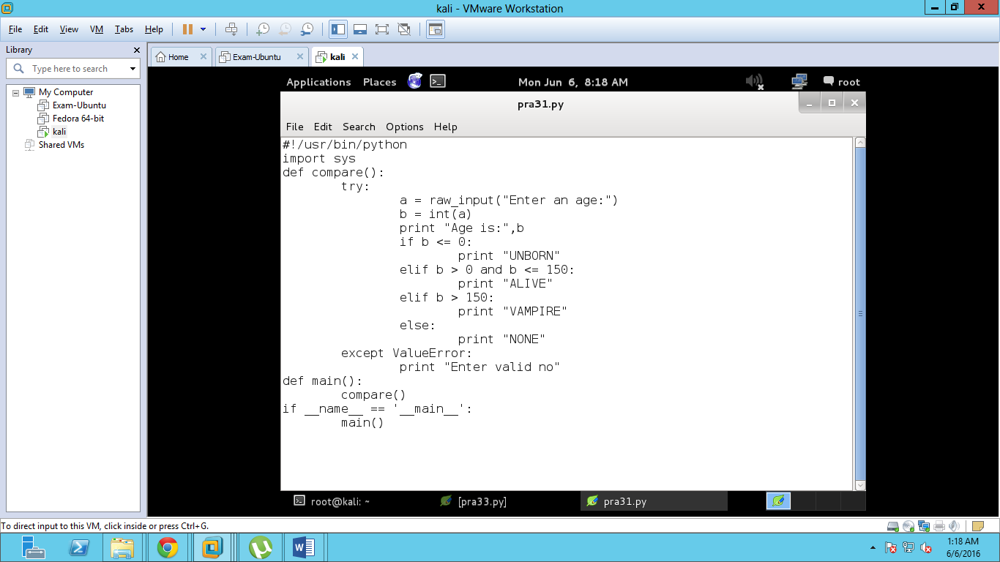 kali - VMware Workstation
File Edit View VM Tabs Help
Library
Type here to search
My Computer
Exam-Ubuntu
Fedora 64-bit
kali
Shared VMs
Home Exam-Ubuntu kali
Applications Places Mon Jun 6, 8:18 AM root
pra31.py
File Edit Search Options Help
#!/usr/bin/python
import sys
def compare():
        try:
                a = raw_input("Enter an age:")
                b = int(a)
                print "Age is:",b
                if b <= 0:
                        print "UNBORN"
                elif b > 0 and b <= 150:
                        print "ALIVE"
                elif b > 150:
                        print "VAMPIRE"
                else:
                        print "NONE"
        except ValueError:
                print "Enter valid no"
def main():
        compare()
if __name__ == '__main__':
        main()
root@kali: ~ [pra33.py] pra31.py
To direct input to this VM, click inside or press Ctrl+G.
1:18 AM
6/6/2016